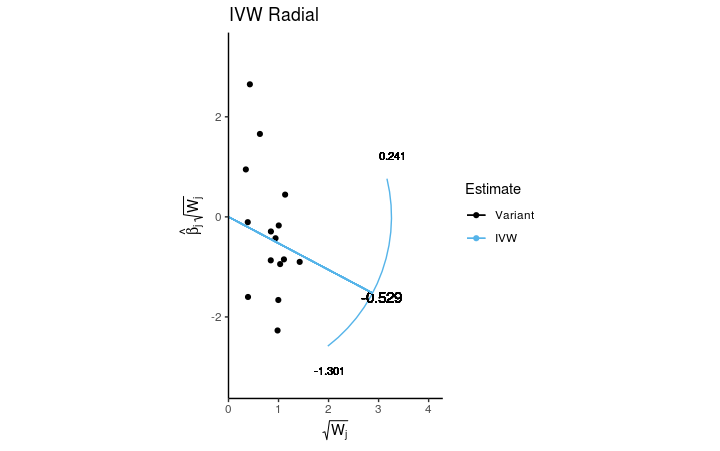 IVW Radial
2
0
-2
β̂ⱼ√Wⱼ
0.241
-0.529
-1.301
0 1 2 3 4
√Wⱼ
Estimate
Variant
IVW